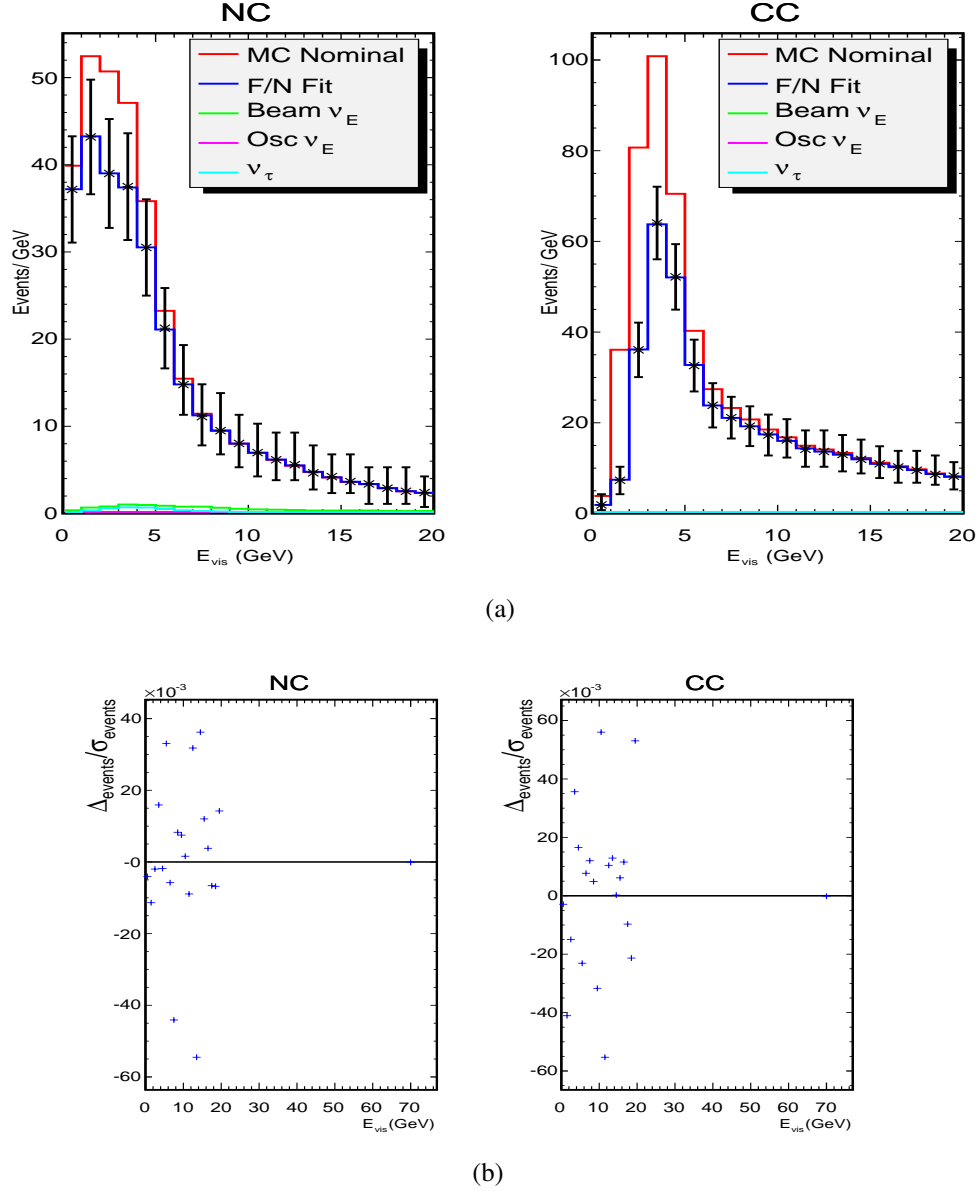 NC
CC
MC Nominal
F/N Fit
Beam ν_E
Osc ν_E
ν_τ
MC Nominal
F/N Fit
Beam ν_E
Osc ν_E
ν_τ
Events/ GeV
50
40
30
20
10
0
0 5 10 15 20
E_vis (GeV)
Events/ GeV
100
80
60
40
20
0
0 5 10 15 20
E_vis (GeV)
(a)
×10⁻³
NC
Δ_events/σ_events
40
20
-0
-20
-40
-60
0 10 20 30 40 50 60 70
E_vis (GeV)
×10⁻³
CC
Δ_events/σ_events
60
40
20
0
-20
-40
-60
0 10 20 30 40 50 60 70
E_vis (GeV)
(b)